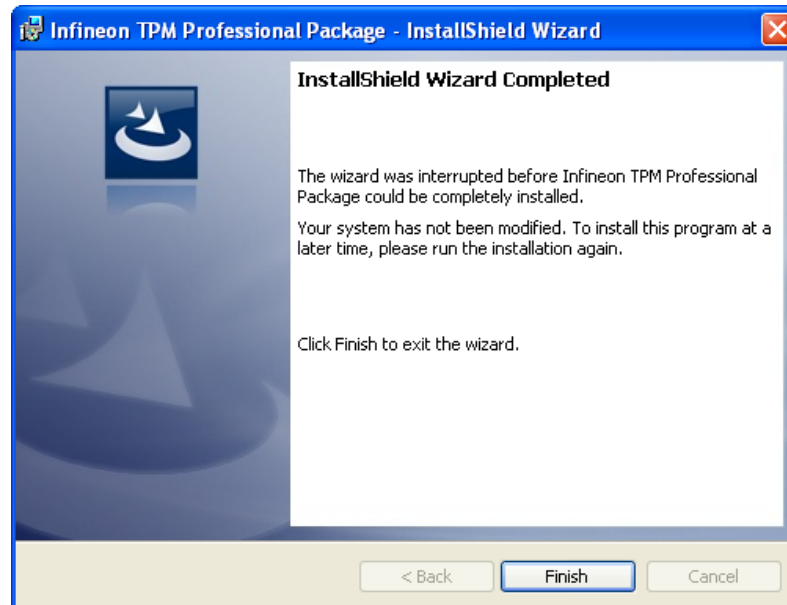 Infineon TPM Professional Package - InstallShield Wizard
InstallShield Wizard Completed
The wizard was interrupted before Infineon TPM Professional
Package could be completely installed.
Your system has not been modified. To install this program at a
later time, please run the installation again.
Click Finish to exit the wizard.
< Back
Finish
Cancel